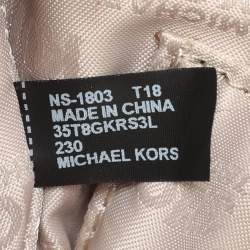 NS-1803 T18
MADE IN CHINA
35T8GKRS3L
230
MICHAEL KORS